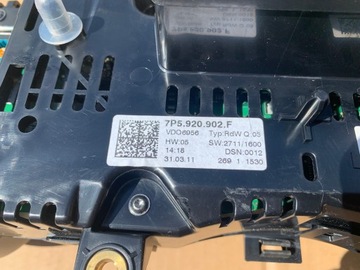 7P5.920.902.F
VDO6956 Typ:RdW Q.05
HW:05 SW:2711/1600
14:18 DSN:0012
31.03.11 269 1 1530